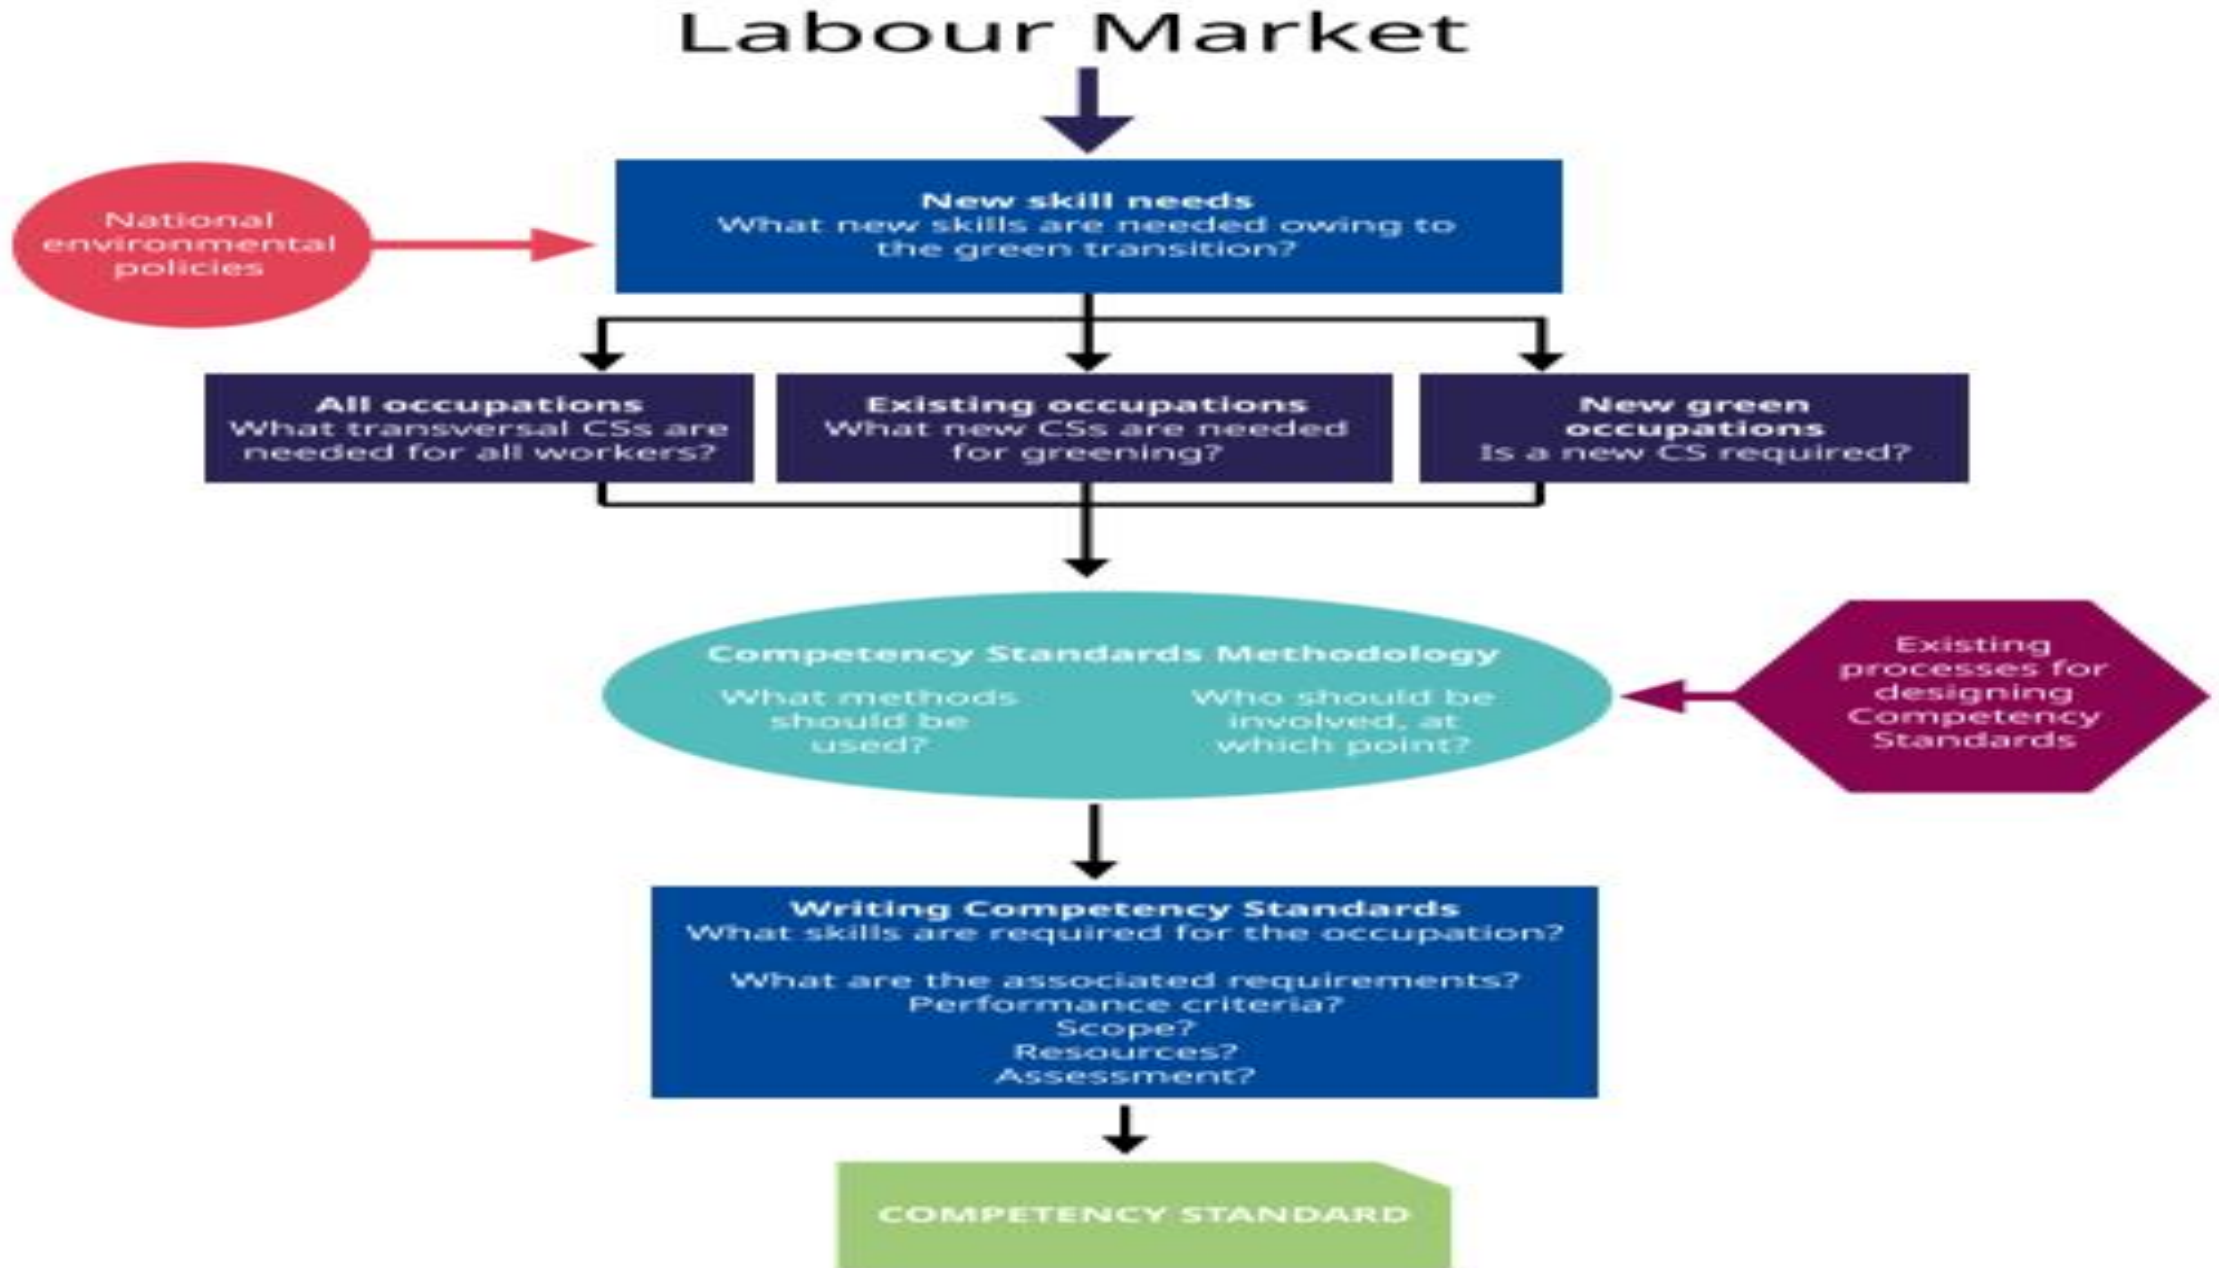 Labour Market
New skill needs
What new skills are needed owing to
the green transition?
National
environmental
policies
All occupations
What transversal CSs are
needed for all workers?
Existing occupations
What new CSs are needed
for greening?
New green
occupations
Is a new CS required?
Competency Standards Methodology
What methods
should be
used?
Who should be
involved, at
which point?
Existing
processes for
designing
Competency
Standards
Writing Competency Standards
What skills are required for the occupation?
What are the associated requirements?
Performance criteria?
Scope?
Resources?
Assessment?
COMPETENCY STANDARD